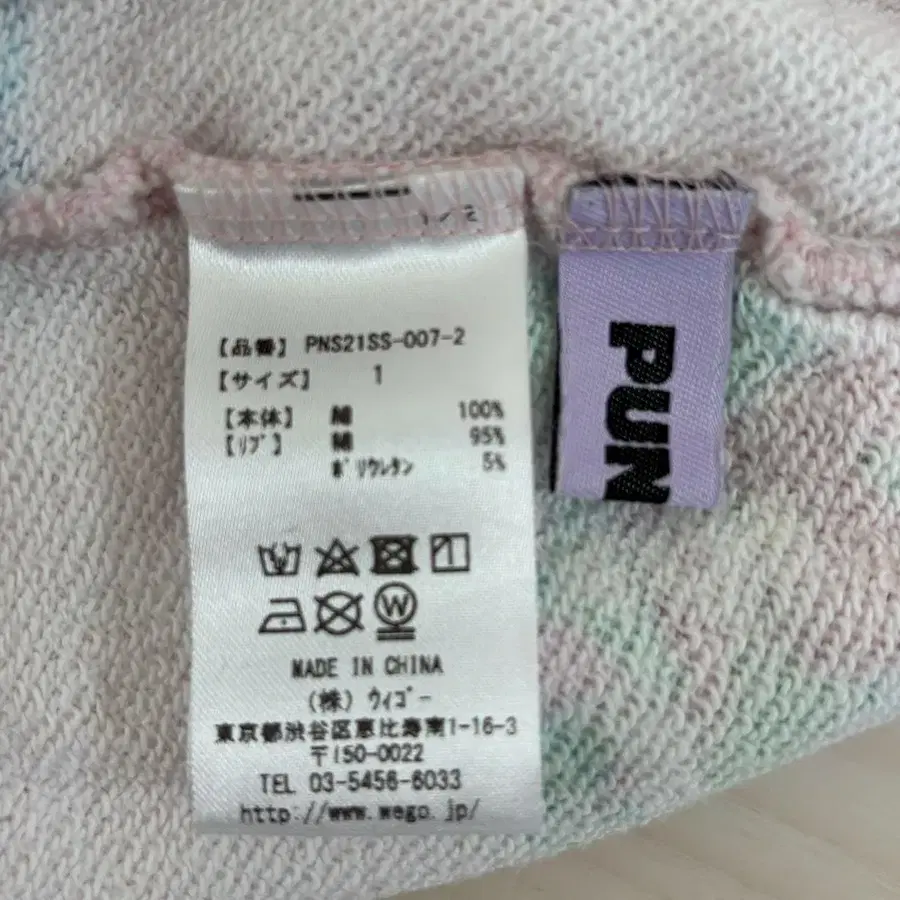 1/2
【品番】 PNS21SS-007-2
【サイズ】 1
【本体】 綿 100%
【リブ】 綿 95%
ポリウレタン 5%
W
MADE IN CHINA
(株) ウィゴー
東京都渋谷区恵比寿南1-16-3
〒150-0022
TEL 03-5456-6033
http://www.wego.jp/
PUN